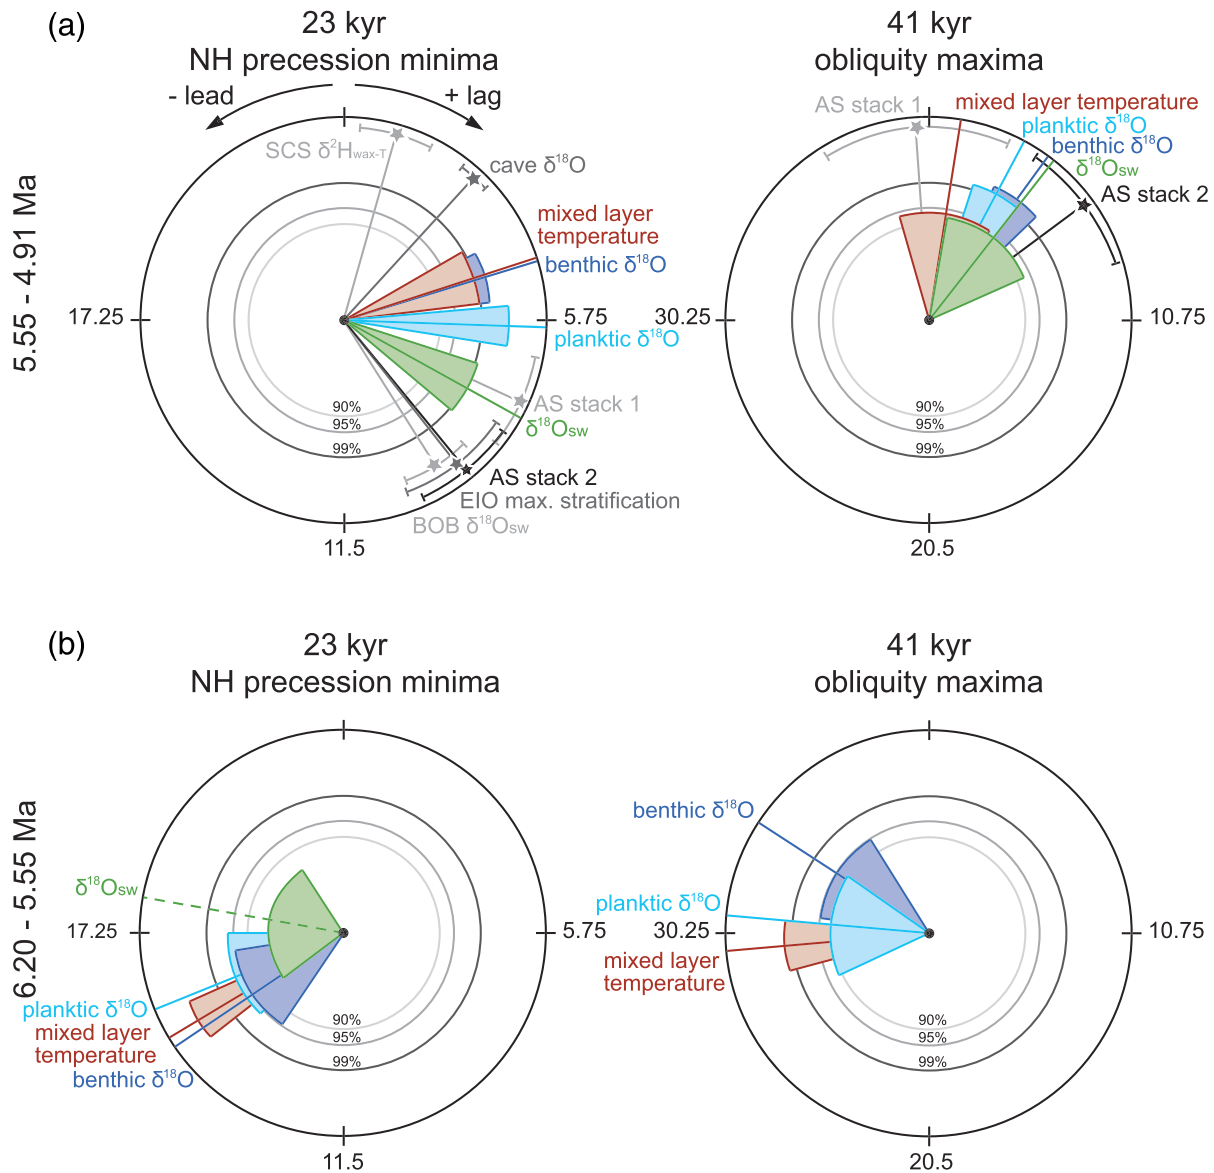 (a)
23 kyr
NH precession minima
41 kyr
obliquity maxima
- lead
+ lag
5.55 - 4.91 Ma
SCS δ²Hwax-T
cave δ¹⁸O
mixed layer
temperature
benthic δ¹⁸O
17.25
5.75
planktic δ¹⁸O
AS stack 1
δ¹⁸Osw
90%
95%
99%
AS stack 2
EIO max. stratification
BOB δ¹⁸Osw
11.5
AS stack 1
mixed layer temperature
planktic δ¹⁸O
benthic δ¹⁸O
δ¹⁸Osw
AS stack 2
30.25
10.75
90%
95%
99%
20.5
(b)
23 kyr
NH precession minima
41 kyr
obliquity maxima
6.20 - 5.55 Ma
δ¹⁸Osw
17.25
5.75
planktic δ¹⁸O
mixed layer
temperature
benthic δ¹⁸O
90%
95%
99%
11.5
benthic δ¹⁸O
planktic δ¹⁸O
30.25
10.75
mixed layer
temperature
90%
95%
99%
20.5